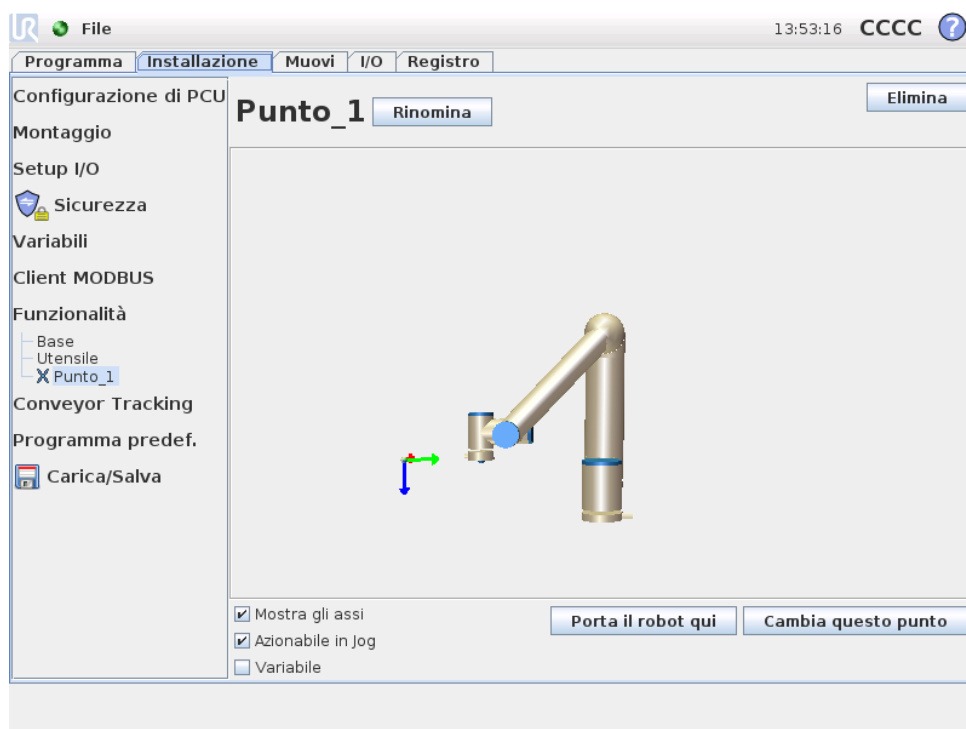 UR File 13:53:16 CCCC ?
Programma Installazione Muovi I/O Registro
Configurazione di PCU
Montaggio
Setup I/O
Sicurezza
Variabili
Client MODBUS
Funzionalità
Base
Utensile
Punto_1
Conveyor Tracking
Programma predef.
Carica/Salva
Punto_1 Rinomina Elimina
Mostra gli assi
Azionabile in Jog
Variabile
Porta il robot qui Cambia questo punto